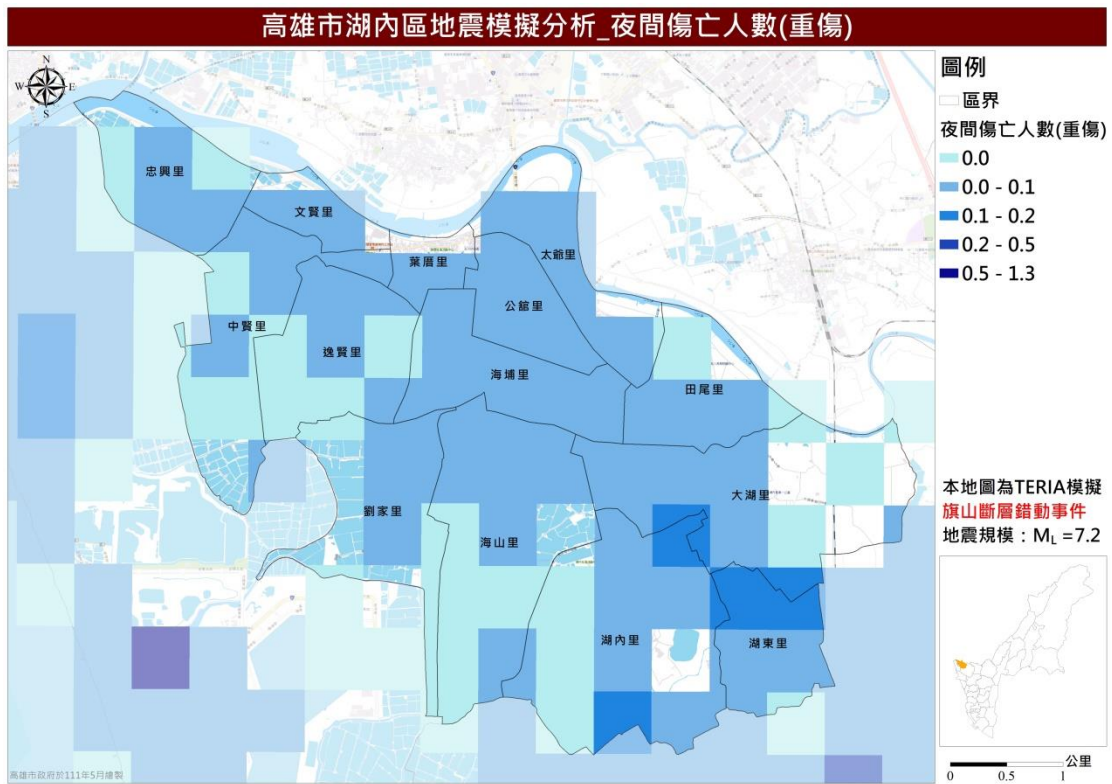 高雄市湖內區地震模擬分析_夜間傷亡人數(重傷)
N
W
E
S
圖例
區界
夜間傷亡人數(重傷)
0.0
0.0 - 0.1
0.1 - 0.2
0.2 - 0.5
0.5 - 1.3
忠興里
文賢里
太爺里
葉厝里
公舘里
中賢里
逸賢里
海埔里
田尾里
大湖里
劉家里
海山里
湖內里
湖東里
本地圖為TERIA模擬
旗山斷層錯動事件
地震規模：ML =7.2
公里
0 0.5 1
高雄市政府於111年5月繪製